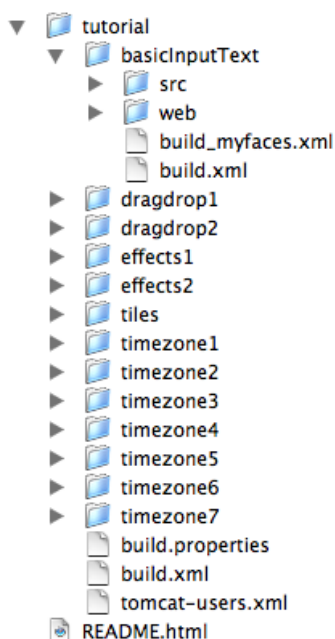 tutorial
basicInputText
src
web
build_myfaces.xml
build.xml
dragdrop1
dragdrop2
effects1
effects2
tiles
timezone1
timezone2
timezone3
timezone4
timezone5
timezone6
timezone7
build.properties
build.xml
tomcat-users.xml
README.html